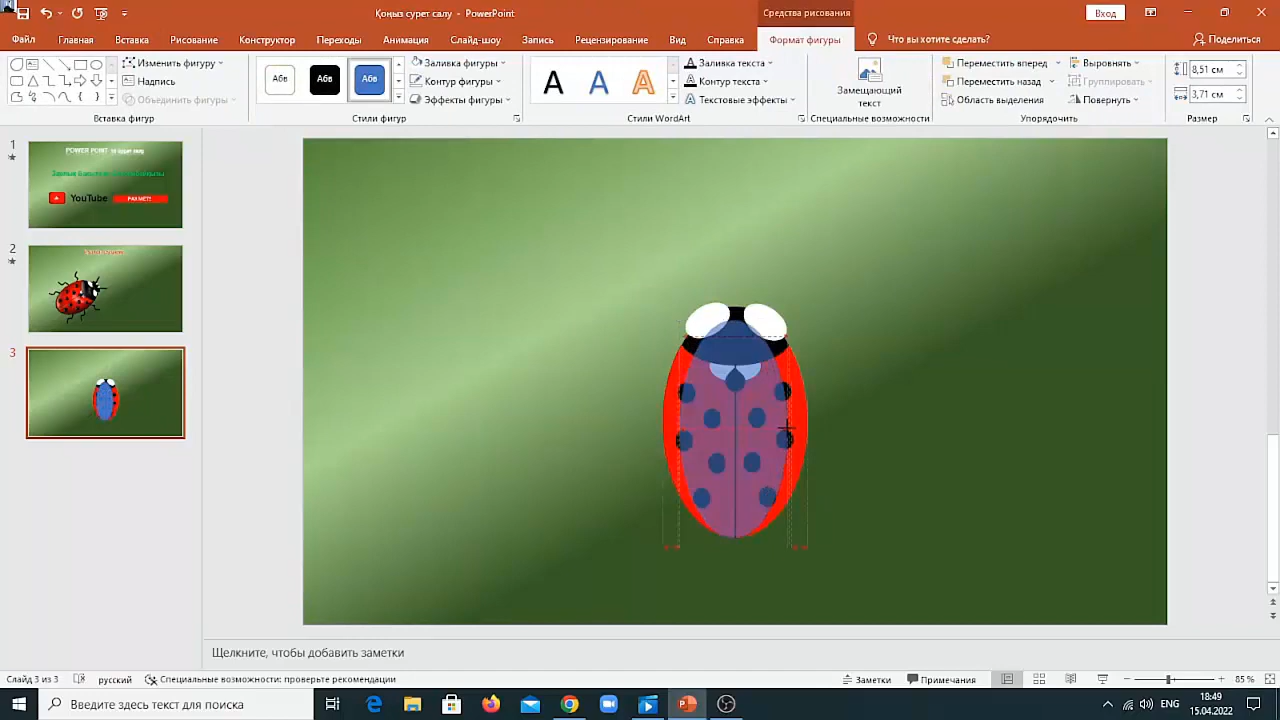 Қоңыз сурет салу - PowerPoint
Средства рисования
Вход
Файл
Главная
Вставка
Рисование
Конструктор
Переходы
Анимация
Слайд-шоу
Запись
Рецензирование
Вид
Справка
Формат фигуры
Что вы хотите сделать?
Поделиться
Изменить фигуру
Надпись
Объединить фигуры
Вставка фигур
Абв
Абв
Абв
Заливка фигуры
Контур фигуры
Эффекты фигуры
Стили фигур
A
A
A
Заливка текста
Контур текста
Текстовые эффекты
Стили WordArt
Замещающий
текст
Специальные возможности
Переместить вперед
Переместить назад
Область выделения
Выровнять
Группировать
Повернуть
Упорядочить
8,51 см
3,71 см
Размер
1
POWER POINT
YouTube
2
3
Щелкните, чтобы добавить заметки
Слайд 3 из 3
русский
Специальные возможности: проверьте рекомендации
Заметки
Примечания
85 %
Введите здесь текст для поиска
ENG
18:49
15.04.2022